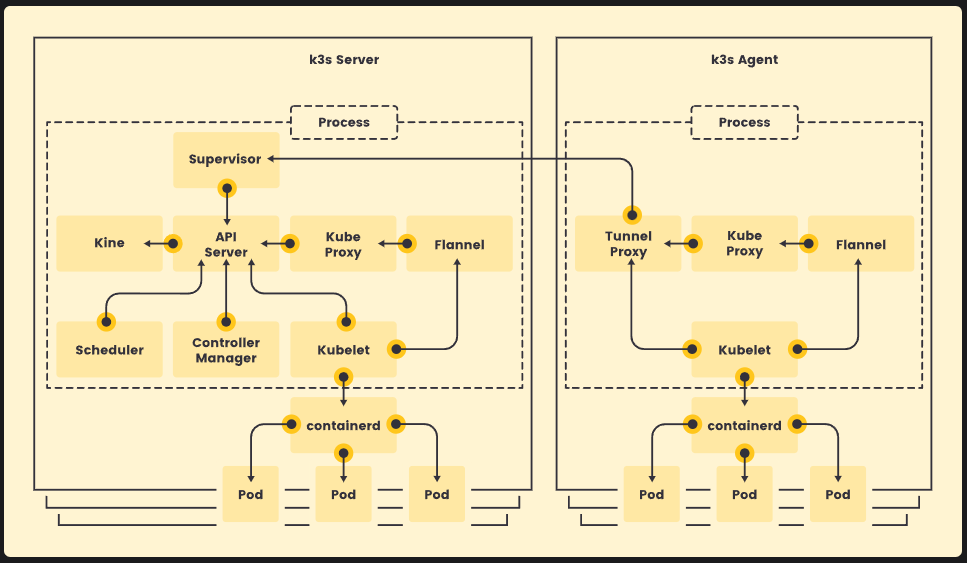 k3s Server
k3s Agent
Process
Process
Supervisor
Kine
API
Server
Kube
Proxy
Flannel
Tunnel
Proxy
Kube
Proxy
Flannel
Scheduler
Controller
Manager
Kubelet
Kubelet
containerd
containerd
Pod
Pod
Pod
Pod
Pod
Pod